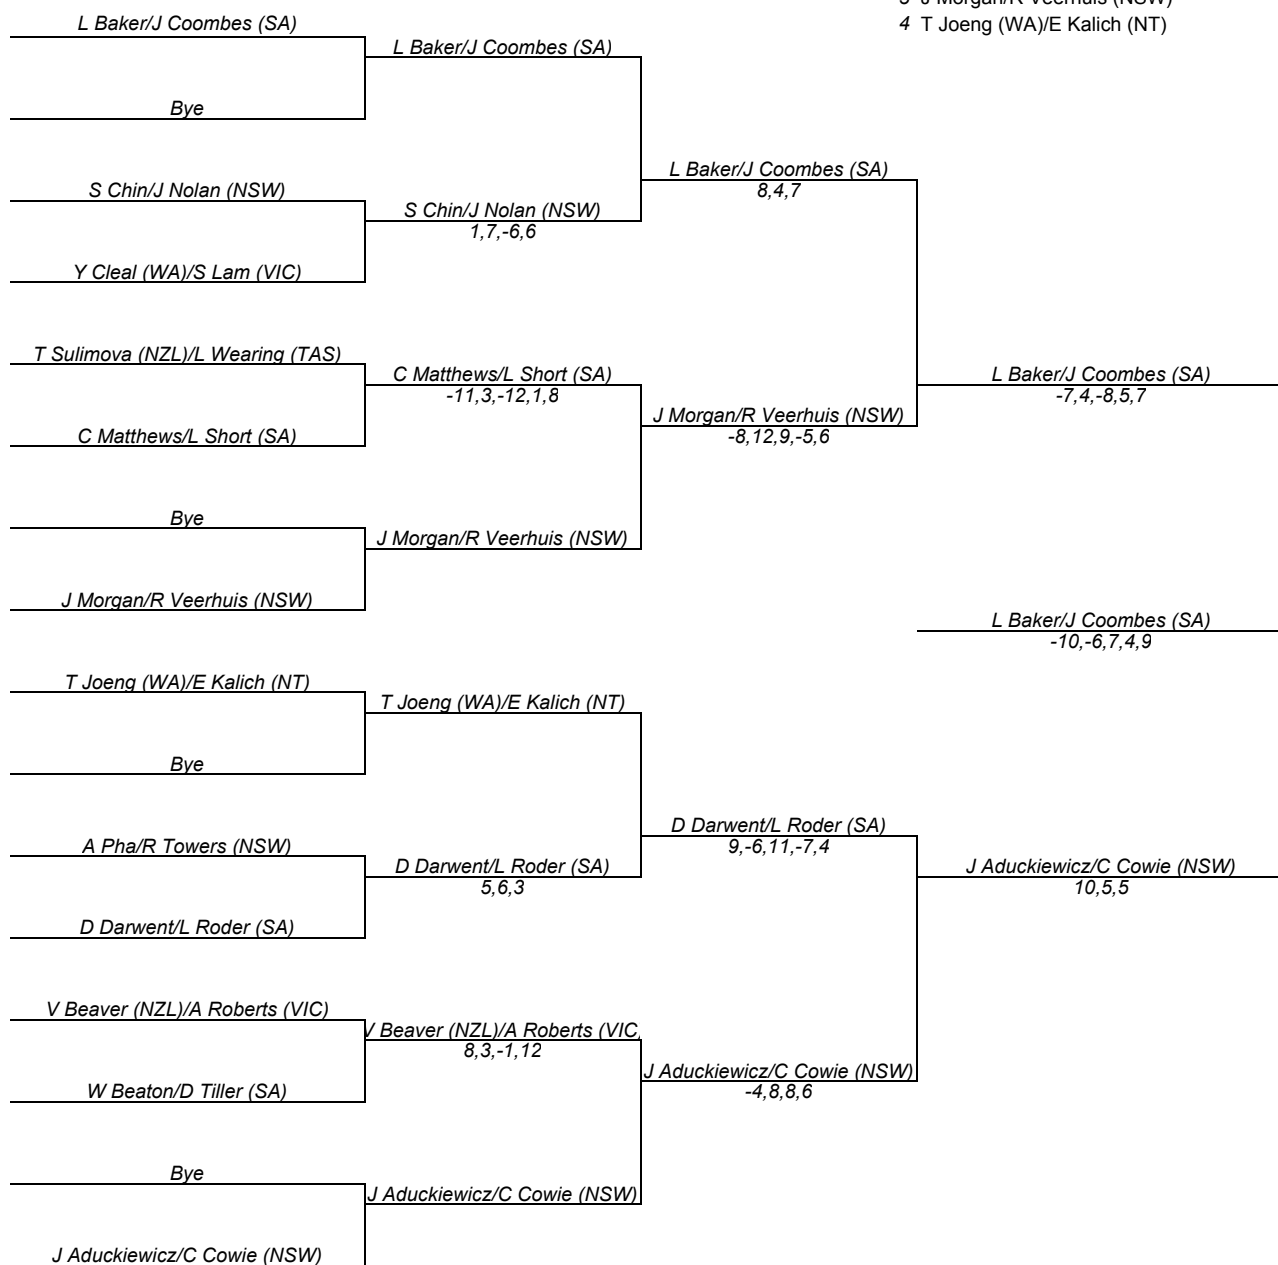 3 J Morgan/R Veerhuis (NSW)
4 T Joeng (WA)/E Kalich (NT)
L Baker/J Coombes (SA)
L Baker/J Coombes (SA)
Bye
L Baker/J Coombes (SA)
8,4,7
S Chin/J Nolan (NSW)
S Chin/J Nolan (NSW)
1,7,-6,6
Y Cleal (WA)/S Lam (VIC)
T Sulimova (NZL)/L Wearing (TAS)
C Matthews/L Short (SA)
-11,3,-12,1,8
L Baker/J Coombes (SA)
-7,4,-8,5,7
C Matthews/L Short (SA)
J Morgan/R Veerhuis (NSW)
-8,12,9,-5,6
Bye
J Morgan/R Veerhuis (NSW)
J Morgan/R Veerhuis (NSW)
L Baker/J Coombes (SA)
-10,-6,7,4,9
T Joeng (WA)/E Kalich (NT)
T Joeng (WA)/E Kalich (NT)
Bye
D Darwent/L Roder (SA)
9,-6,11,-7,4
A Pha/R Towers (NSW)
D Darwent/L Roder (SA)
5,6,3
J Aduckiewicz/C Cowie (NSW)
10,5,5
D Darwent/L Roder (SA)
V Beaver (NZL)/A Roberts (VIC)
V Beaver (NZL)/A Roberts (VIC
8,3,-1,12
J Aduckiewicz/C Cowie (NSW)
-4,8,8,6
W Beaton/D Tiller (SA)
Bye
J Aduckiewicz/C Cowie (NSW)
J Aduckiewicz/C Cowie (NSW)